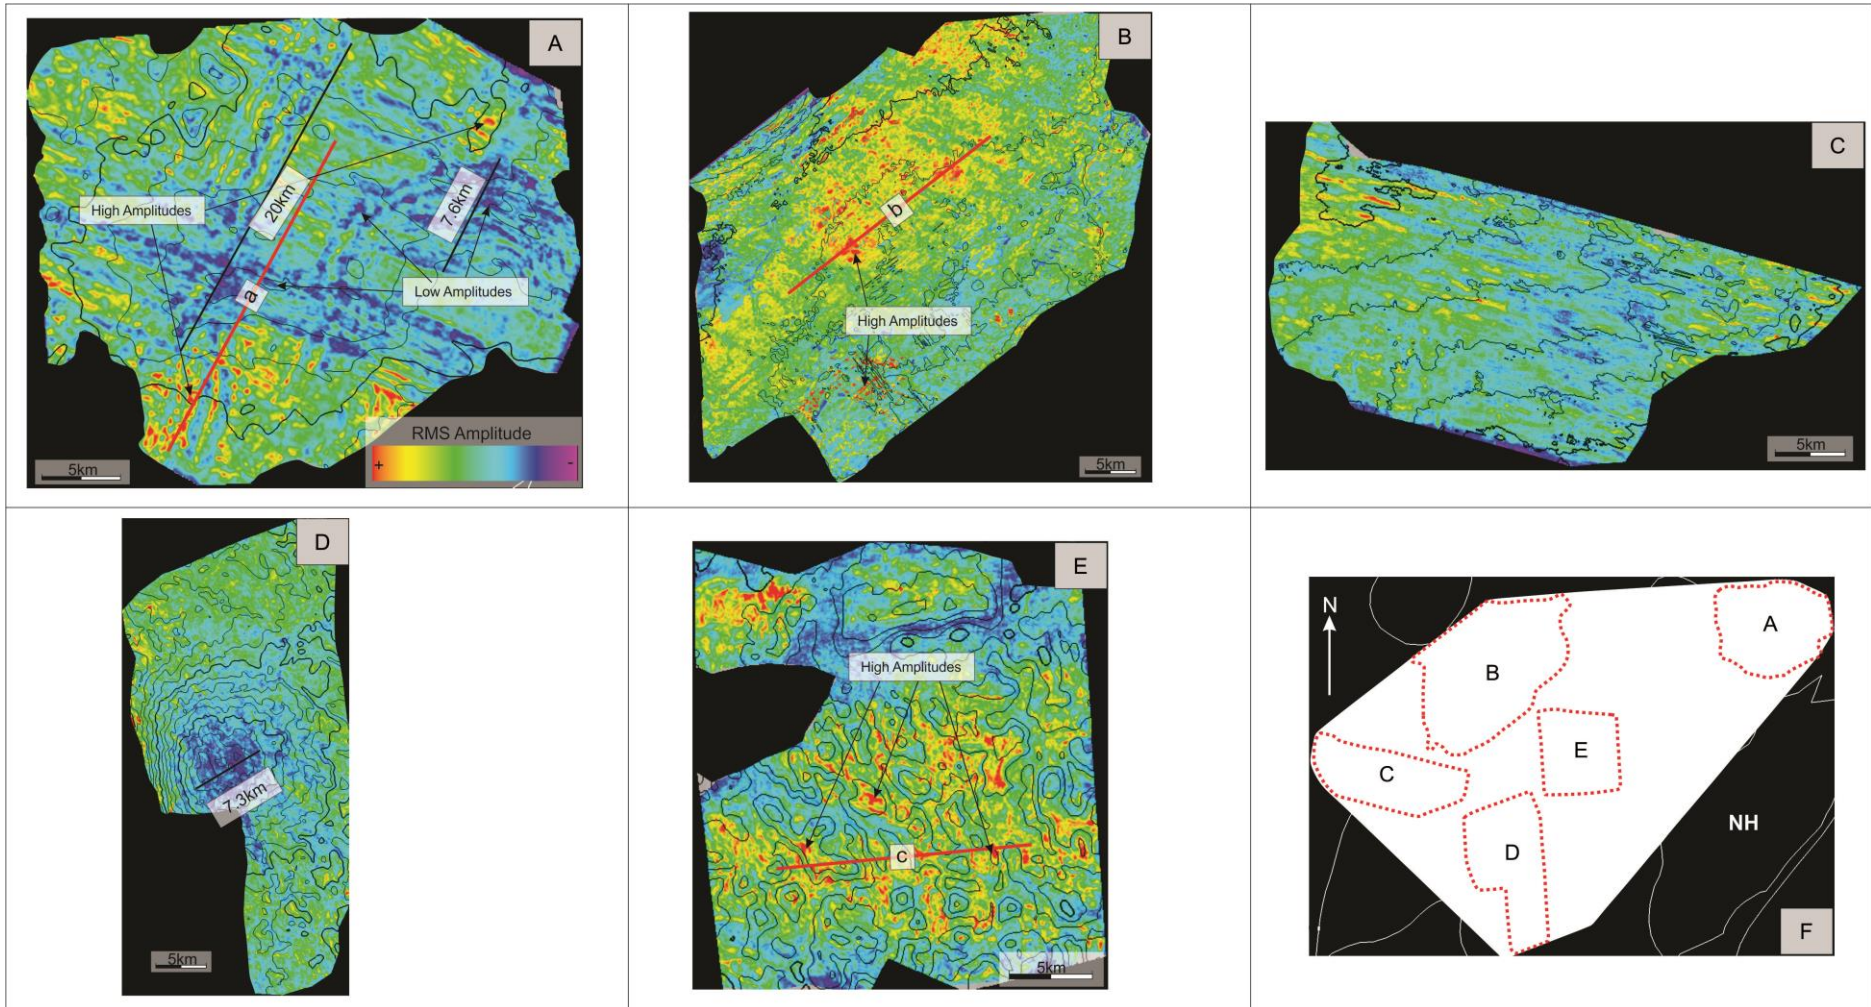 A
High Amplitudes
20km
7.6km
a
Low Amplitudes
RMS Amplitude
+ -
5km
B
b
High Amplitudes
5km
C
5km
D
7.3km
5km
E
High Amplitudes
c
5km
N
A
B
E
C
D
NH
F